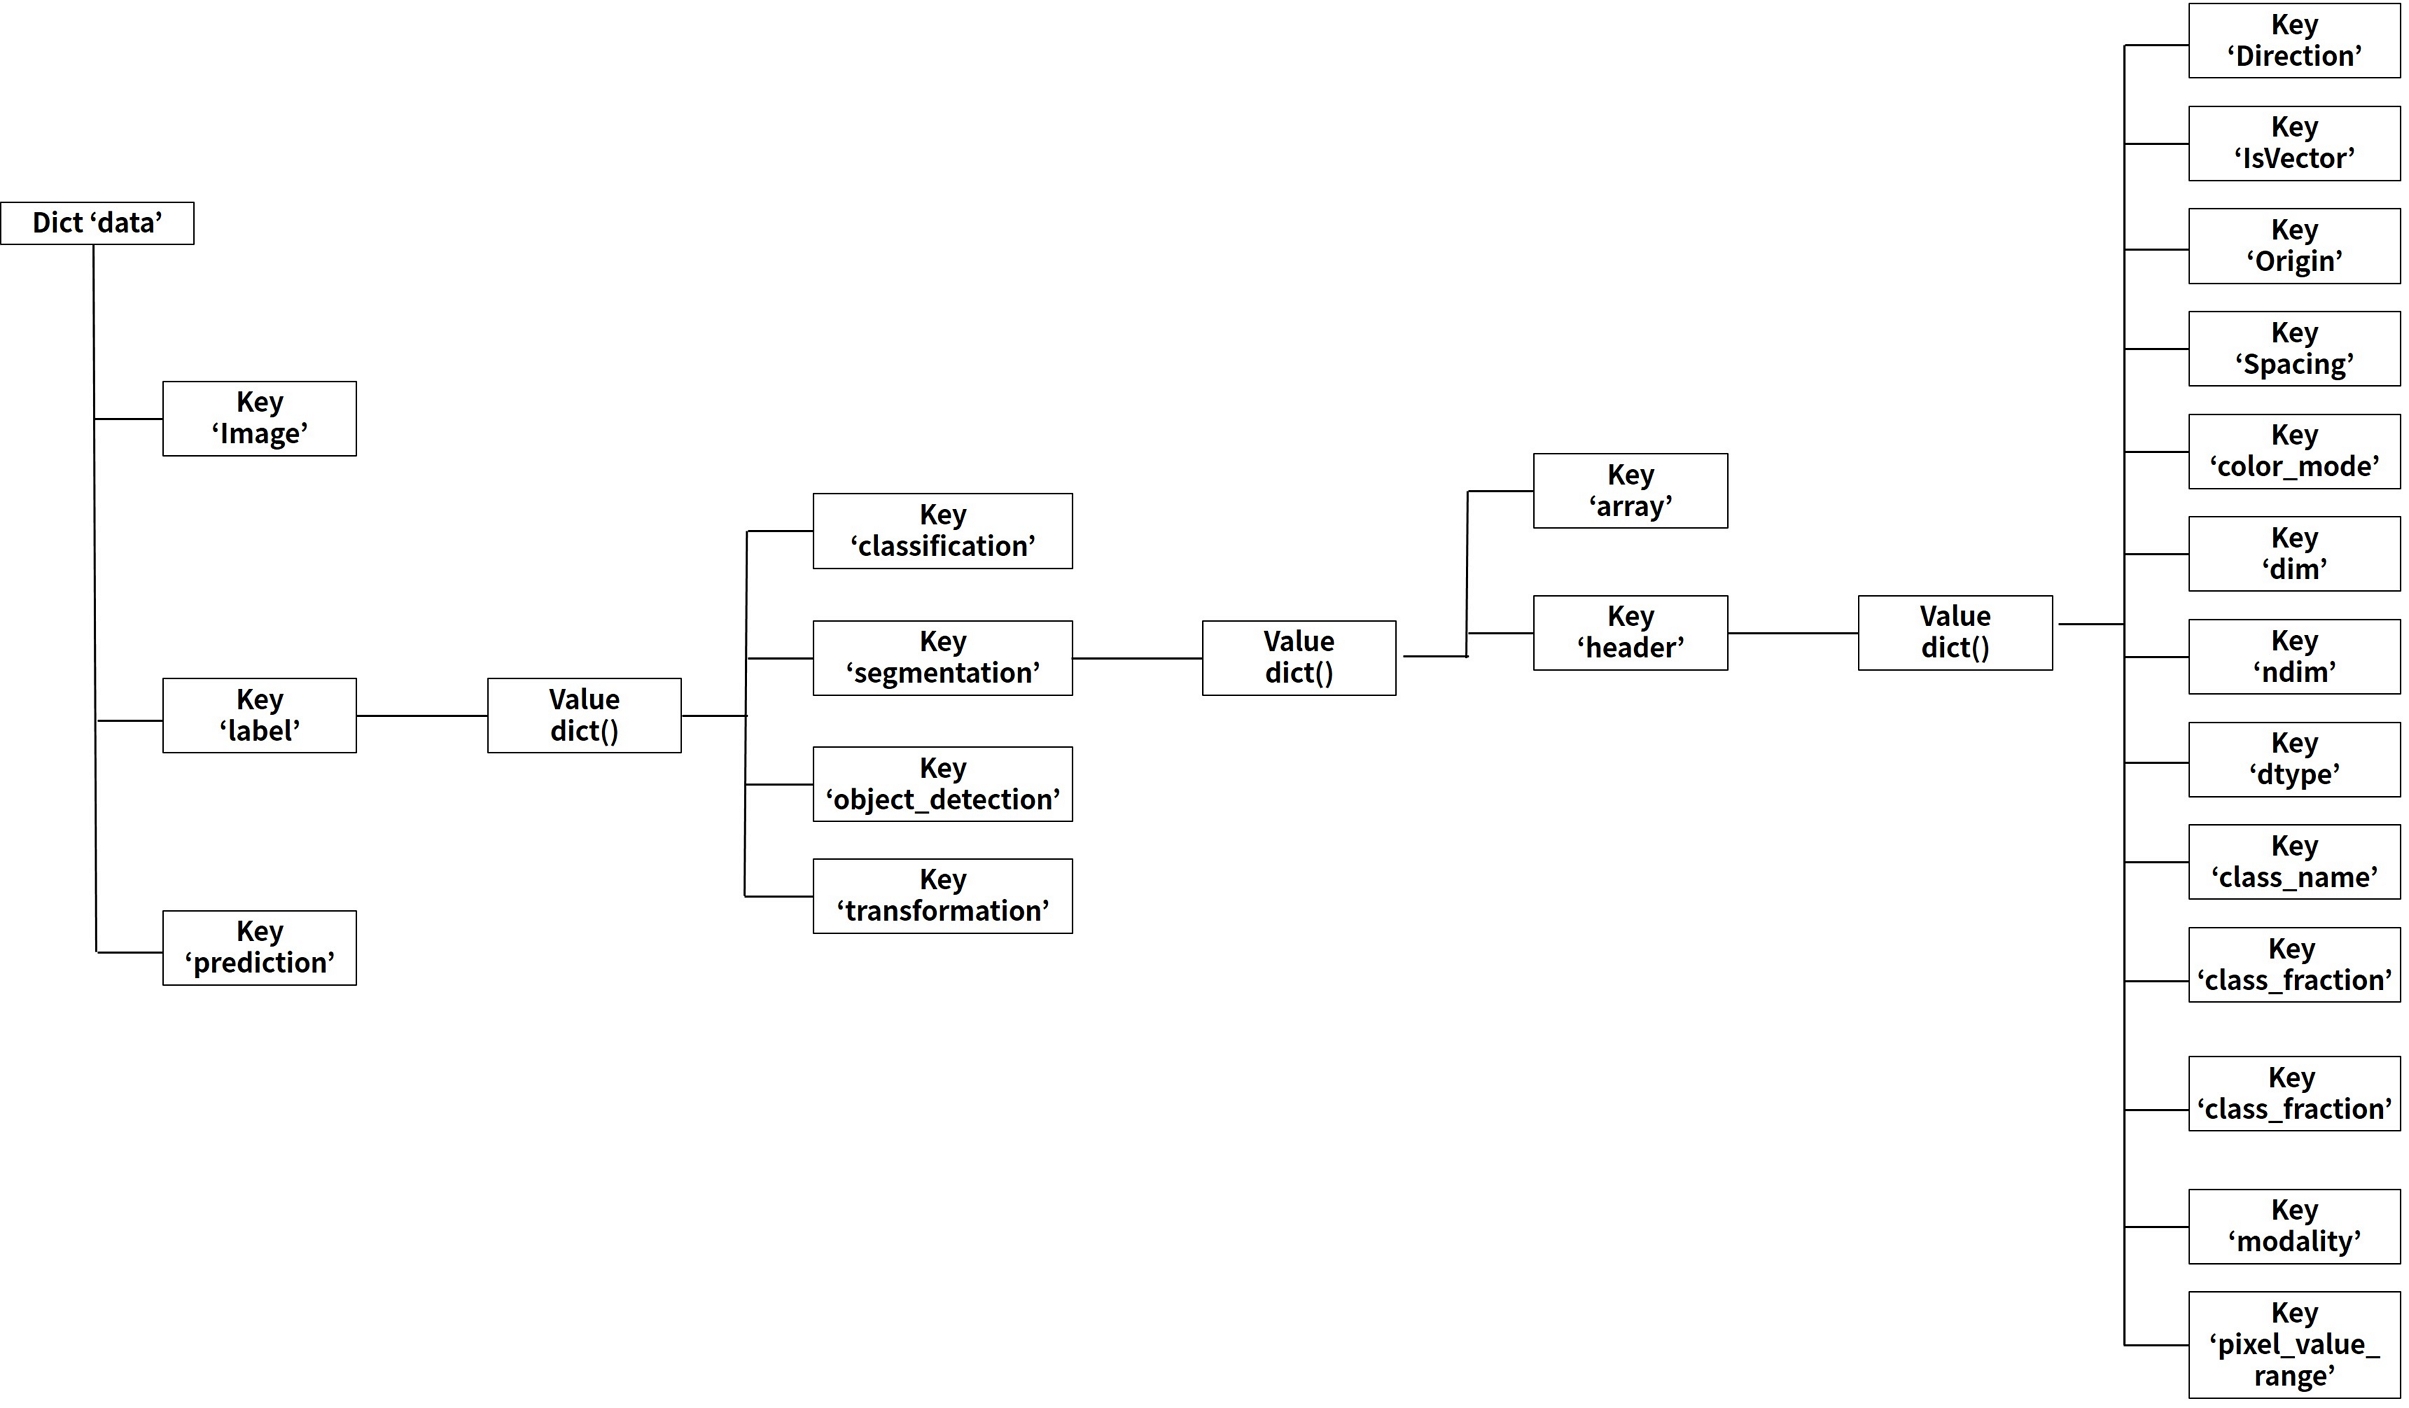 Dict ‘data’
Key
‘Image’
Key
‘label’
Key
‘prediction’
Value
dict()
Key
‘classification’
Key
‘segmentation’
Key
‘object_detection’
Key
‘transformation’
Value
dict()
Key
‘array’
Key
‘header’
Value
dict()
Key
‘Direction’
Key
‘IsVector’
Key
‘Origin’
Key
‘Spacing’
Key
‘color_mode’
Key
‘dim’
Key
‘ndim’
Key
‘dtype’
Key
‘class_name’
Key
‘class_fraction’
Key
‘class_fraction’
Key
‘modality’
Key
‘pixel_value_
range’